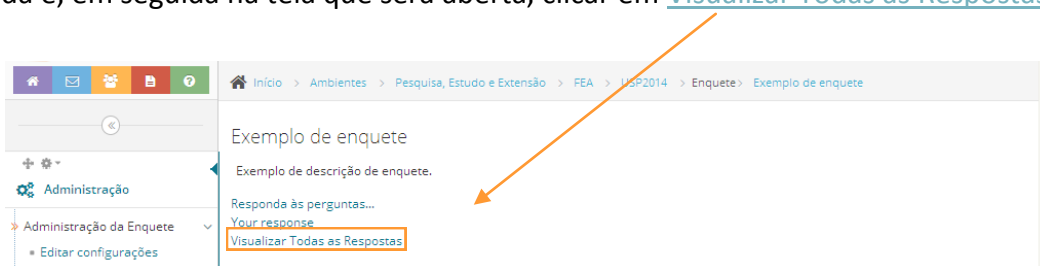 e, em seguida na tela que será aberta, clicar em Visualizar Todas as Respostas
Início > Ambientes > Pesquisa, Estudo e Extensão > FEA > USP2014 > Enquete > Exemplo de enquete
Exemplo de enquete
Exemplo de descrição de enquete.
Administração
Responda às perguntas...
Administração da Enquete
Your response
Visualizar Todas as Respostas
Editar configurações